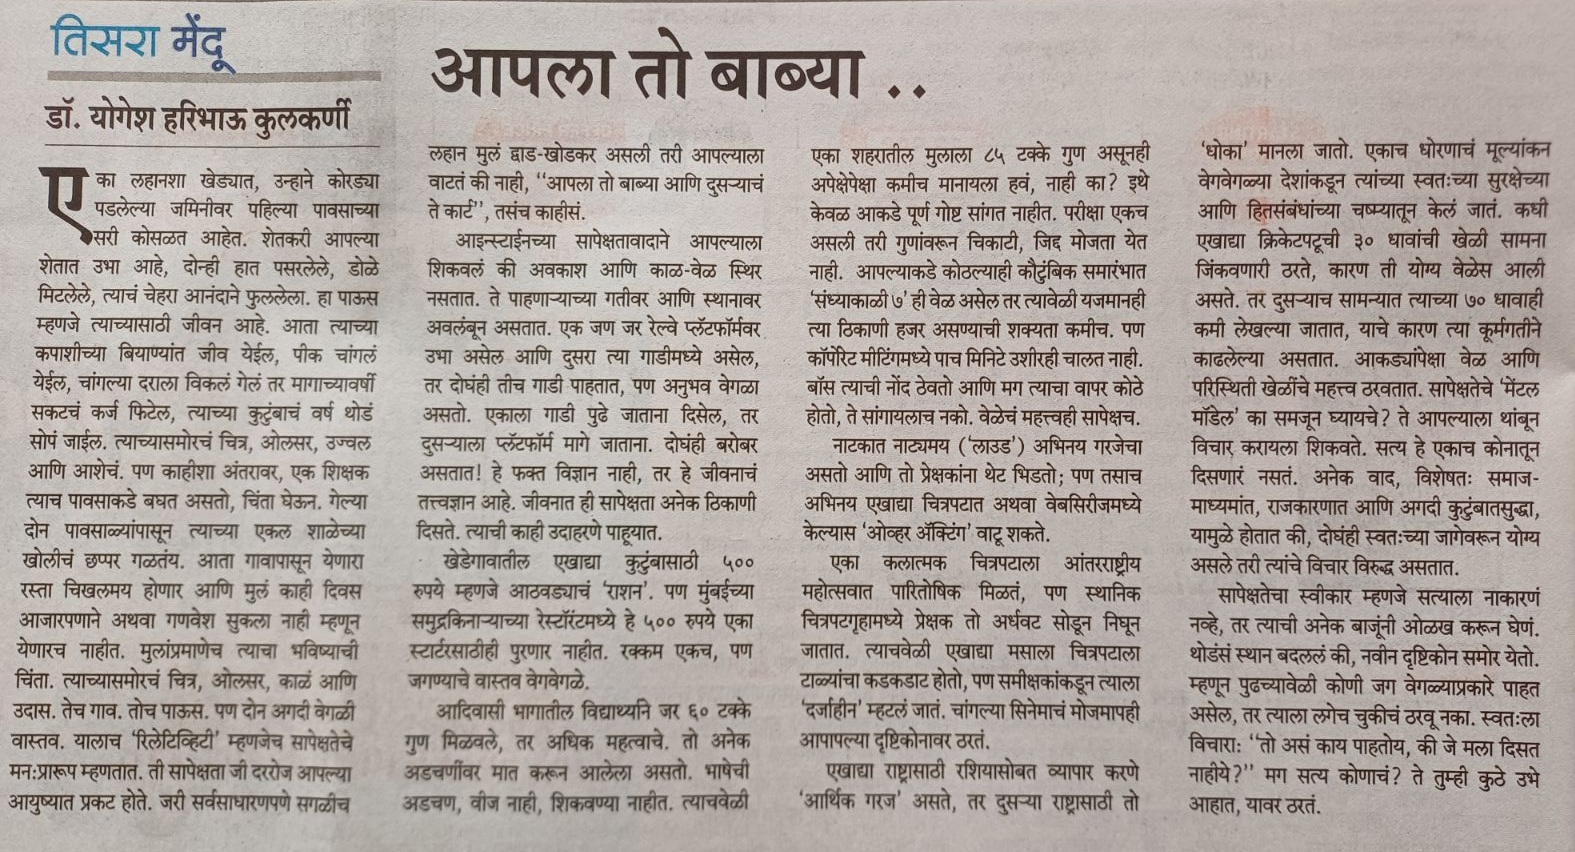 तिसरा मेंदू
आपला तो बाब्या ..
डॉ. योगेश हरिभाऊ कुलकर्णी
एका लहानशा खेड्यात, उन्हाने कोरड्या
पडलेल्या जमिनीवर पहिल्या पावसाच्या
सरी कोसळत आहेत. शेतकरी आपल्या
शेतात उभा आहे, दोन्ही हात पसरलेले, डोळे
मिटलेले, त्याचं चेहरा आनंदाने फुललेला. हा पाऊस
म्हणजे त्याच्यासाठी जीवन आहे. आता त्याच्या
कपाशीच्या बियाण्यांत जीव येईल, पीक चांगलं
येईल, चांगल्या दराला विकलं गेलं तर मागाच्यावर्षी
सकटचं कर्ज फिटेल, त्याच्या कुटुंबाचं वर्ष थोडं
सोपं जाईल. त्याच्यासमोरचं चित्र, ओलसर, उज्वल
आणि आशेचं. पण काहीशा अंतरावर, एक शिक्षक
त्याच पावसाकडे बघत असतो, चिंता घेऊन. गेल्या
दोन पावसाळ्यांपासून त्याच्या एकल शाळेच्या
खोलीचं छप्पर गळतंय. आता गावापासून येणारा
रस्ता चिखलमय होणार आणि मुलं काही दिवस
आजारपणाने अथवा गणवेश सुकला नाही म्हणून
येणारच नाहीत. मुलांप्रमाणेच त्याचा भविष्याची
चिंता. त्याच्यासमोरचं चित्र, ओलसर, काळं आणि
उदास. तेच गाव. तोच पाऊस. पण दोन अगदी वेगळी
वास्तव. यालाच 'रिलेटिव्हिटी' म्हणजेच सापेक्षतेचे
मन:प्रारूप म्हणतात. ती सापेक्षता जी दररोज आपल्या
आयुष्यात प्रकट होते. जरी सर्वसाधारणपणे सगळीच
लहान मुलं द्वाड-खोडकर असली तरी आपल्याला
वाटतं की नाही, "आपला तो बाब्या आणि दुसऱ्याचं
ते कार्ट", तसंच काहीसं.
आइन्स्टाईनच्या सापेक्षतावादाने आपल्याला
शिकवलं की अवकाश आणि काळ-वेळ स्थिर
नसतात. ते पाहणाऱ्याच्या गतीवर आणि स्थानावर
अवलंबून असतात. एक जण जर रेल्वे प्लॅटफॉर्मवर
उभा असेल आणि दुसरा त्या गाडीमध्ये असेल,
तर दोघंही तीच गाडी पाहतात, पण अनुभव वेगळा
असतो. एकाला गाडी पुढे जाताना दिसेल, तर
दुसऱ्याला प्लॅटफॉर्म मागे जाताना. दोघंही बरोबर
असतात! हे फक्त विज्ञान नाही, तर हे जीवनाचं
तत्त्वज्ञान आहे. जीवनात ही सापेक्षता अनेक ठिकाणी
दिसते. त्याची काही उदाहरणे पाहूयात.
खेडेगावातील एखाद्या कुटुंबासाठी ५००
रुपये म्हणजे आठवड्याचं 'राशन'. पण मुंबईच्या
समुद्रकिनाऱ्याच्या रेस्टॉरंटमध्ये हे ५०० रुपये एका
स्टार्टरसाठीही पुरणार नाहीत. रक्कम एकच, पण
जगण्याचे वास्तव वेगवेगळे.
आदिवासी भागातील विद्यार्थ्याने जर ६० टक्के
गुण मिळवले, तर अधिक महत्वाचे. तो अनेक
अडचणींवर मात करून आलेला असतो. भाषेची
अडचण, वीज नाही, शिकवण्या नाहीत. त्याचवेळी
एका शहरातील मुलाला ८५ टक्के गुण असूनही
अपेक्षेपेक्षा कमीच मानायला हवं, नाही का? इथे
केवळ आकडे पूर्ण गोष्ट सांगत नाहीत. परीक्षा एकच
असली तरी गुणांवरून चिकाटी, जिद्द मोजता येत
नाही. आपल्याकडे कोठल्याही कौटुंबिक समारंभात
'संध्याकाळी ७' ही वेळ असेल तर त्यावेळी यजमानही
त्या ठिकाणी हजर असण्याची शक्यता कमीच. पण
कॉर्पोरेट मीटिंगमध्ये पाच मिनिटे उशीरही चालत नाही.
बॉस त्याची नोंद ठेवतो आणि मग त्याचा वापर कोठे
होतो, ते सांगायलाच नको. वेळेचं महत्त्वही सापेक्षच.
नाटकात नाट्यमय ('लाउड') अभिनय गरजेचा
असतो आणि तो प्रेक्षकांना थेट भिडतो; पण तसाच
अभिनय एखाद्या चित्रपटात अथवा वेबसिरीजमध्ये
केल्यास 'ओव्हर ॲक्टिंग' वाटू शकते.
एका कलात्मक चित्रपटाला आंतरराष्ट्रीय
महोत्सवात पारितोषिक मिळतं, पण स्थानिक
चित्रपटगृहामध्ये प्रेक्षक तो अर्धवट सोडून निघून
जातात. त्याचवेळी एखाद्या मसाला चित्रपटाला
टाळ्यांचा कडकडाट होतो, पण समीक्षकांकडून त्याला
'दर्जाहीन' म्हटलं जातं. चांगल्या सिनेमाचं मोजमापही
आपापल्या दृष्टिकोनावर ठरतं.
एखाद्या राष्ट्रासाठी रशियासोबत व्यापार करणे
'आर्थिक गरज' असते, तर दुसऱ्या राष्ट्रासाठी तो
'धोका' मानला जातो. एकाच धोरणाचं मूल्यांकन
वेगवेगळ्या देशांकडून त्यांच्या स्वतःच्या सुरक्षेच्या
आणि हितसंबंधांच्या चष्म्यातून केलं जातं. कधी
एखाद्या क्रिकेटपटूची ३० धावांची खेळी सामना
जिंकवणारी ठरते, कारण ती योग्य वेळेस आली
असते. तर दुसऱ्याच सामन्यात त्याच्या ७० धावाही
कमी लेखल्या जातात, याचे कारण त्या कूर्मगतीने
काढलेल्या असतात. आकड्यांपेक्षा वेळ आणि
परिस्थिती खेळींचे महत्त्व ठरवतात. सापेक्षतेचे 'मेंटल
मॉडेल' का समजून घ्यायचे? ते आपल्याला थांबून
विचार करायला शिकवते. सत्य हे एकाच कोनातून
दिसणारं नसतं. अनेक वाद, विशेषतः समाज-
माध्यमांत, राजकारणात आणि अगदी कुटुंबातसुद्धा,
यामुळे होतात की, दोघंही स्वतःच्या जागेवरून योग्य
असले तरी त्यांचे विचार विरुद्ध असतात.
सापेक्षतेचा स्वीकार म्हणजे सत्याला नाकारणं
नव्हे, तर त्याची अनेक बाजूंनी ओळख करून घेणं.
थोडंसं स्थान बदललं की, नवीन दृष्टिकोन समोर येतो.
म्हणून पुढच्यावेळी कोणी जग वेगळ्याप्रकारे पाहत
असेल, तर त्याला लगेच चुकीचं ठरवू नका. स्वतःला
विचारा: "तो असं काय पाहतोय, की जे मला दिसत
नाहीये?" मग सत्य कोणाचं? ते तुम्ही कुठे उभे
आहात, यावर ठरतं.